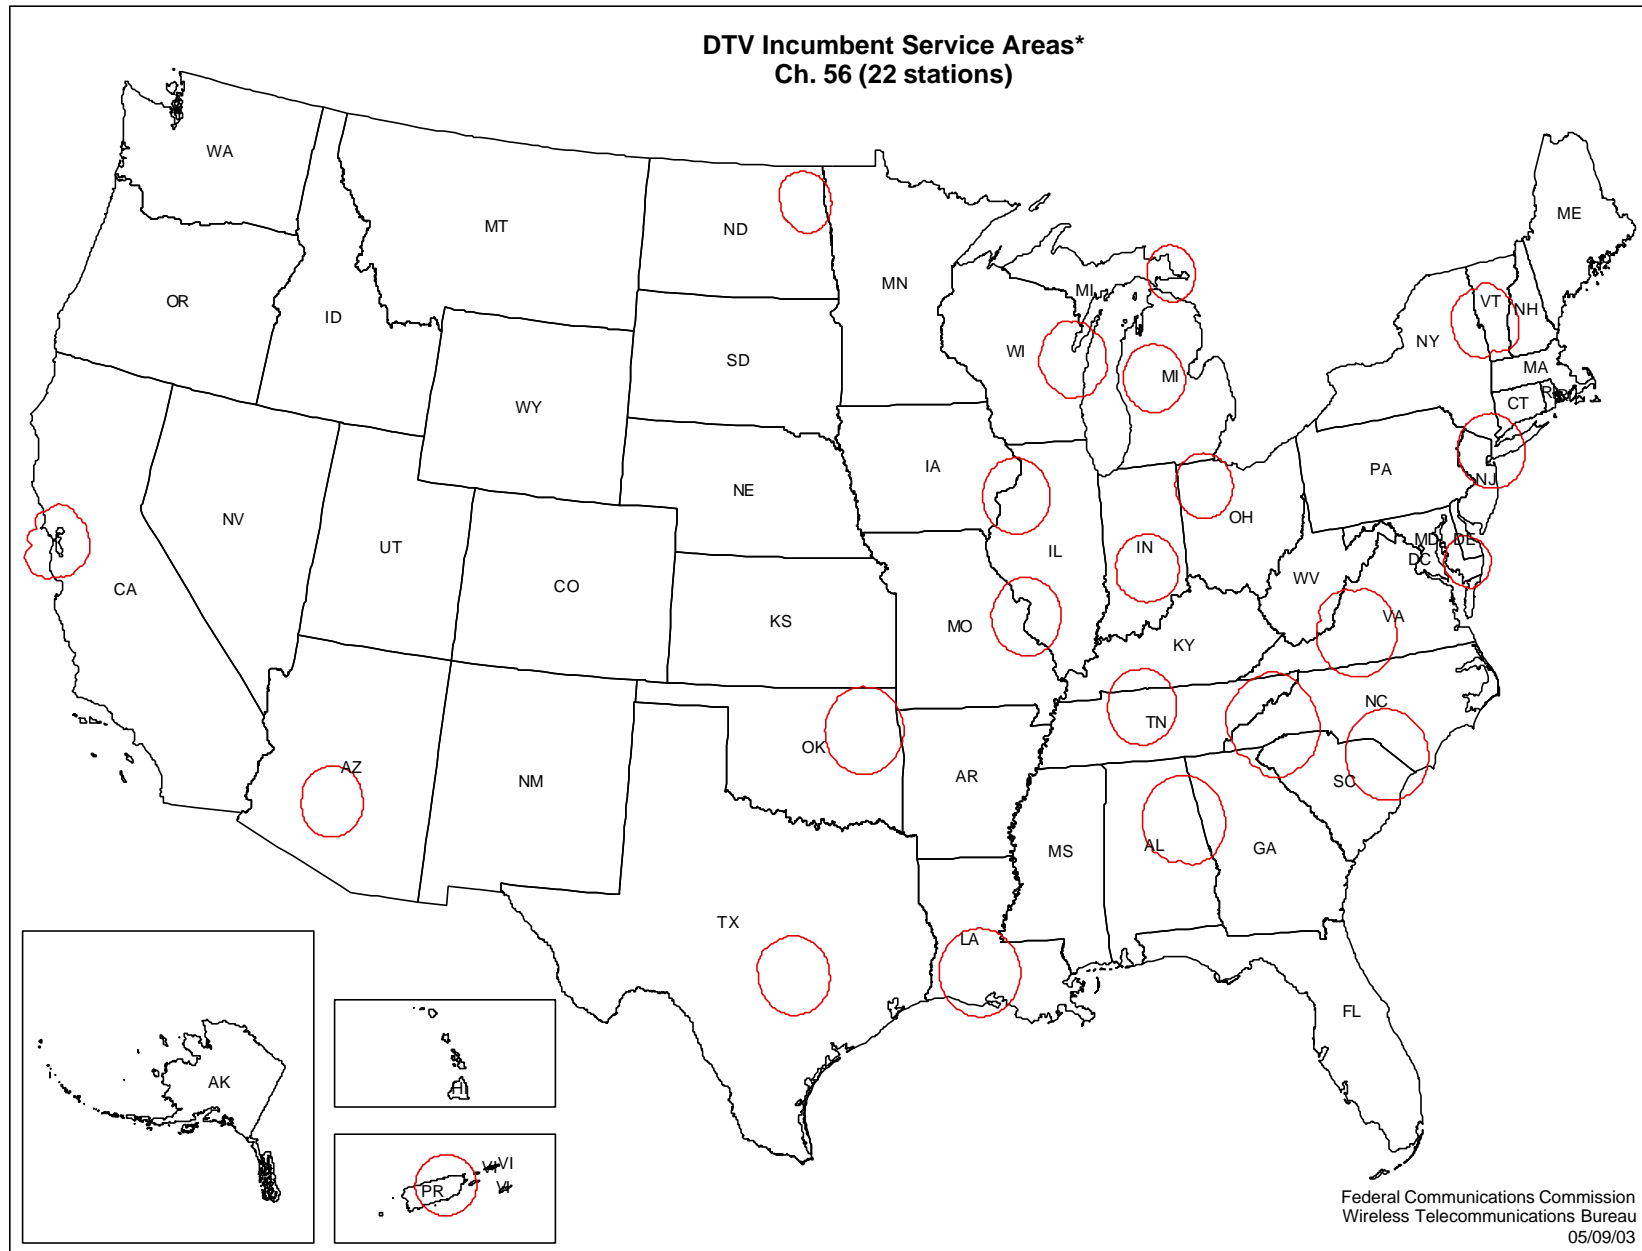 DTV Incumbent Service Areas*
Ch. 56 (22 stations)
WA
MT
ND
MN
ME
OR
ID
MI
VT
NH
WI
NY
SD
MI
MA
WY
CT
IA
PA
NE
NJ
OH
NV
UT
IL
IN
MD
DE
DC
CA
CO
WV
KS
MO
VA
KY
NC
TN
OK
AZ
NM
AR
SC
MS
AL
GA
TX
LA
FL
AK
HI
VI
VI
PR
VI
Federal Communications Commission
Wireless Telecommunications Bureau
05/09/03